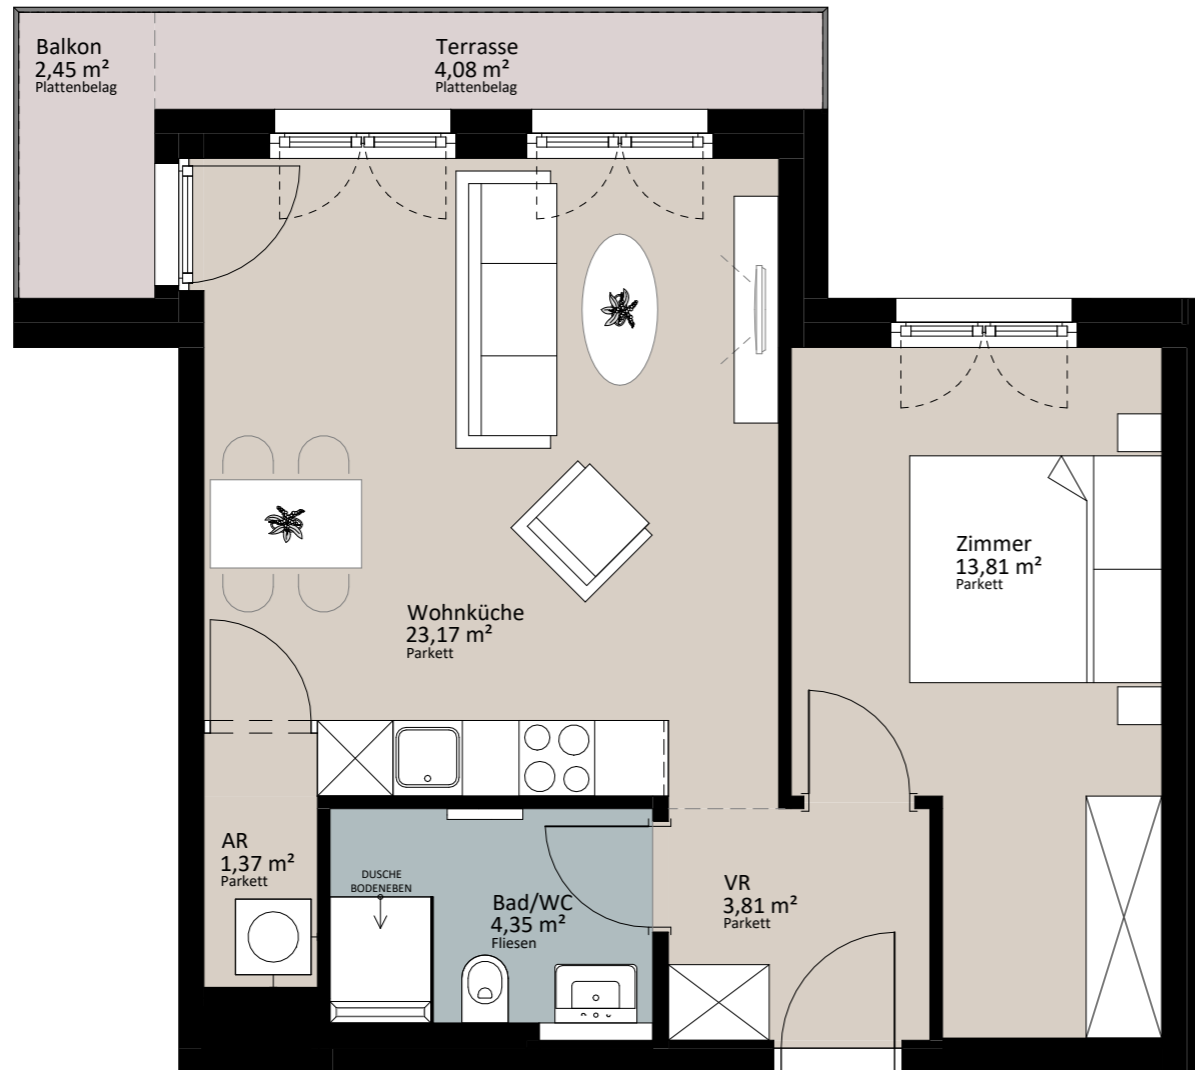 Balkon
2,45 m²
Plattenbelag
Terrasse
4,08 m²
Plattenbelag
Zimmer
13,81 m²
Parkett
Wohnküche
23,17 m²
Parkett
AR
1,37 m²
Parkett
DUSCHE
BODENEBEN
Bad/WC
4,35 m²
Fliesen
VR
3,81 m²
Parkett